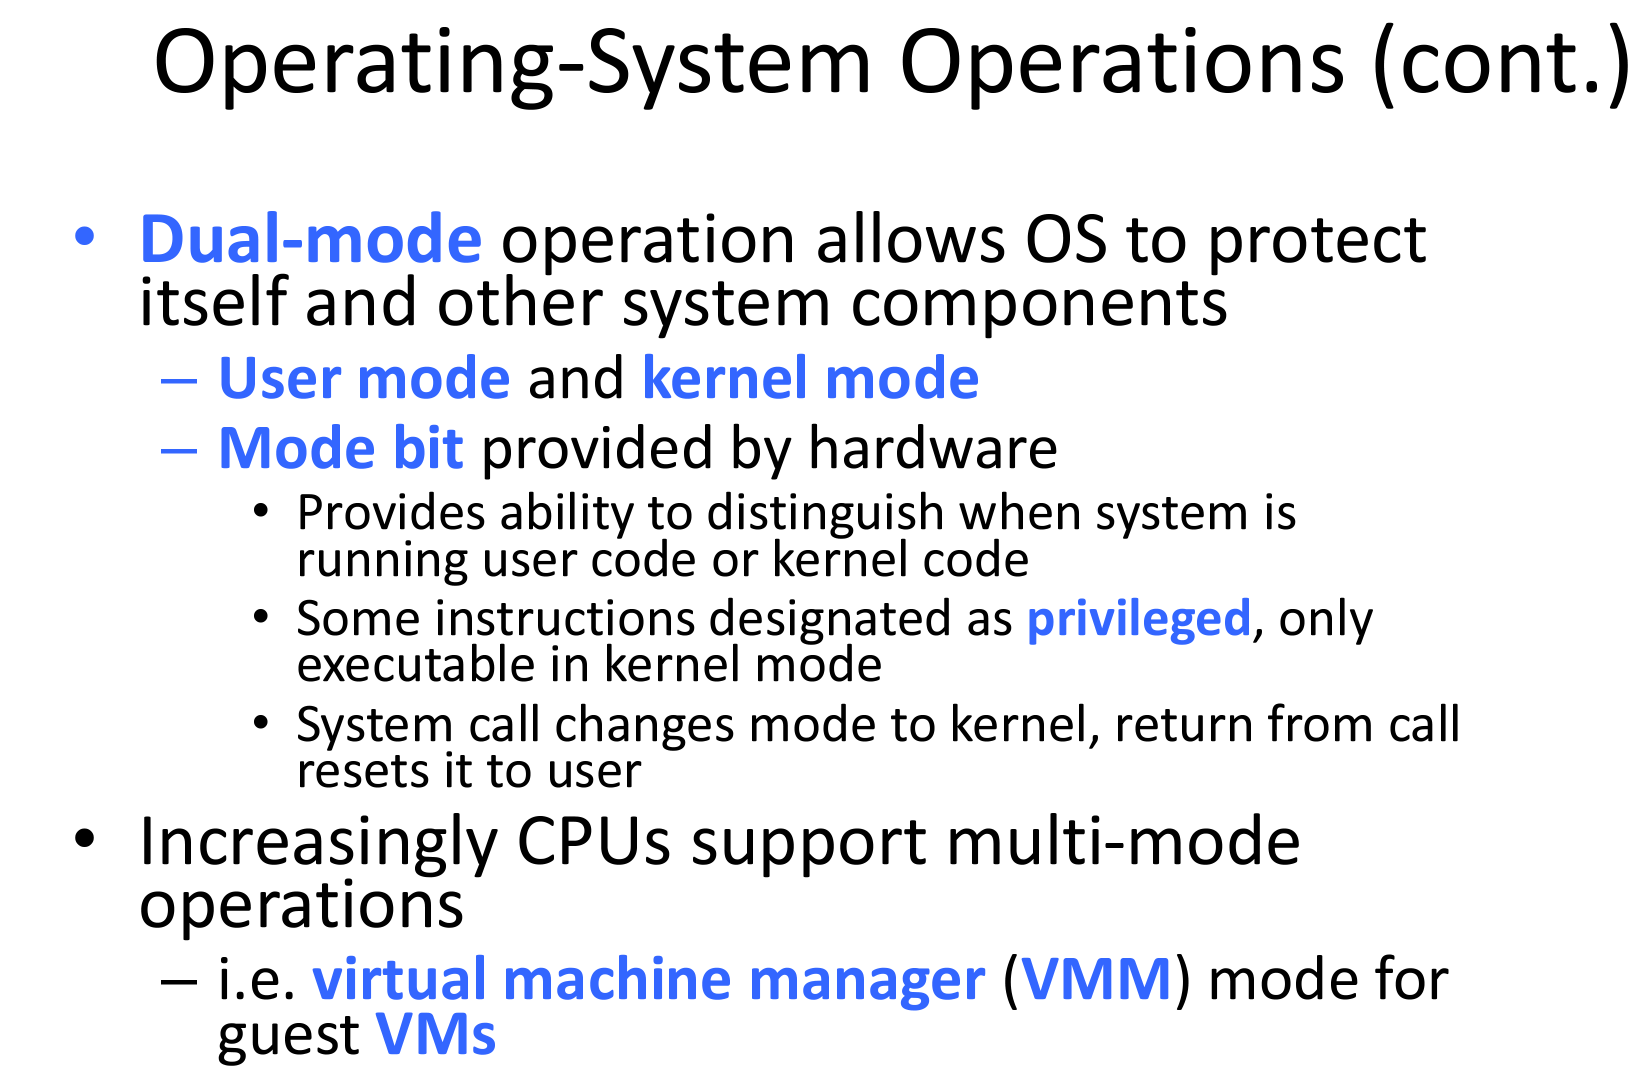 Operating-System Operations (cont.)
• Dual-mode operation allows OS to protect
itself and other system components
– User mode and kernel mode
– Mode bit provided by hardware
• Provides ability to distinguish when system is
running user code or kernel code
• Some instructions designated as privileged, only
executable in kernel mode
• System call changes mode to kernel, return from call
resets it to user
• Increasingly CPUs support multi-mode
operations
– i.e. virtual machine manager (VMM) mode for
guest VMs